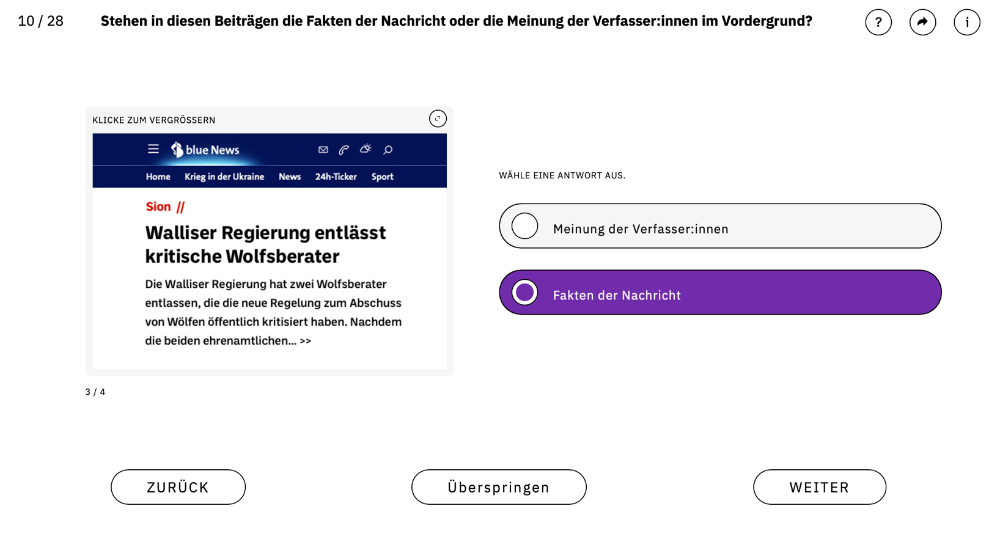 10 / 28
Stehen in diesen Beiträgen die Fakten der Nachricht oder die Meinung der Verfasser:innen im Vordergrund?
?
i
KLICKE ZUM VERGRÖSSERN
blue News
Home Krieg in der Ukraine News 24h-Ticker Sport
Sion //
Walliser Regierung entlässt
kritische Wolfsberater
Die Walliser Regierung hat zwei Wolfsberater
entlassen, die die neue Regelung zum Abschuss
von Wölfen öffentlich kritisiert haben. Nachdem
die beiden ehrenamtlichen... >>
3 / 4
WÄHLE EINE ANTWORT AUS.
Meinung der Verfasser:innen
Fakten der Nachricht
ZURÜCK
Überspringen
WEITER